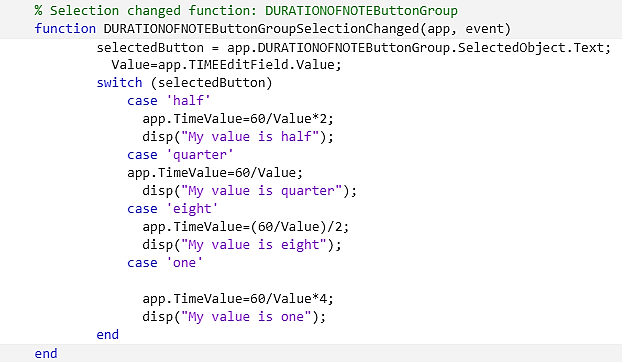 % Selection changed function: DURATIONOFNOTEButtonGroup
function DURATIONOFNOTEButtonGroupSelectionChanged(app, event)
selectedButton = app.DURATIONOFNOTEButtonGroup.SelectedObject.Text;
Value=app.TIMEEditField.Value;
switch (selectedButton)
case 'half'
app.TimeValue=60/Value*2;
disp("My value is half");
case 'quarter'
app.TimeValue=60/Value;
disp("My value is quarter");
case 'eight'
app.TimeValue=(60/Value)/2;
disp("My value is eight");
case 'one'
app.TimeValue=60/Value*4;
disp("My value is one");
end
end